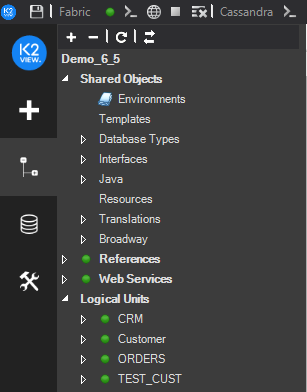 Fabric
Cassandra
K2
VIEW.
Demo_6_5
Shared Objects
Environments
Templates
Database Types
Interfaces
Java
Resources
Translations
Broadway
References
Web Services
Logical Units
CRM
Customer
ORDERS
TEST_CUST